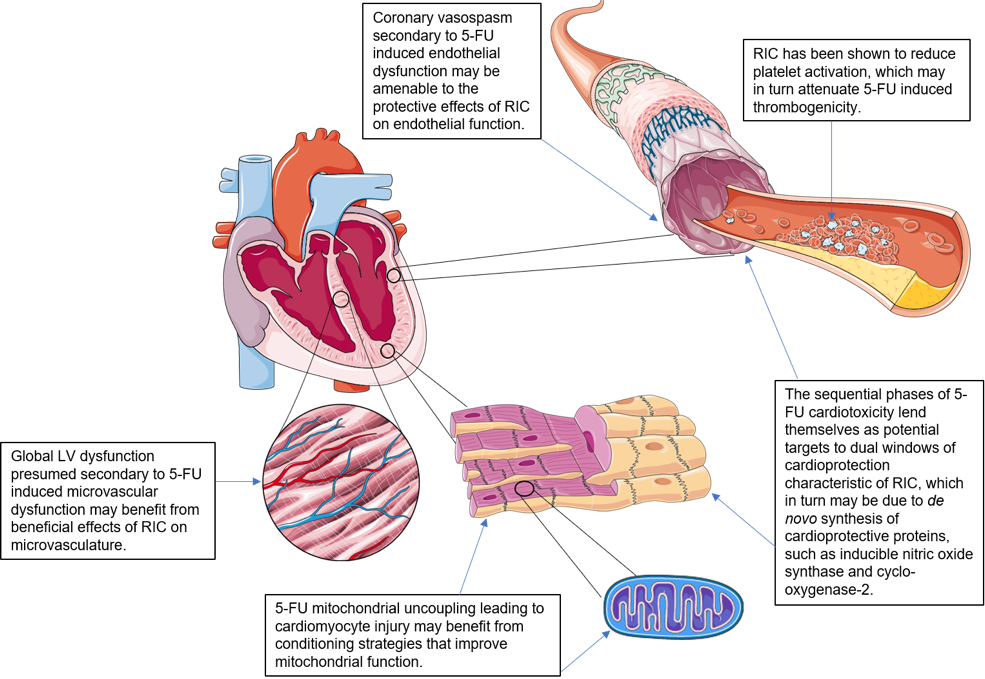 Coronary vasospasm
secondary to 5-FU
induced endothelial
dysfunction may be
amenable to the
protective effects of RIC
on endothelial function.
RIC has been shown to reduce
platelet activation, which may
in turn attenuate 5-FU induced
thrombogenicity.
The sequential phases of 5-
FU cardiotoxicity lend
themselves as potential
targets to dual windows of
cardioprotection
characteristic of RIC, which
in turn may be due to de
novo synthesis of
cardioprotective proteins,
such as inducible nitric oxide
synthase and cyclo-
oxygenase-2.
Global LV dysfunction
presumed secondary to 5-FU
induced microvascular
dysfunction may benefit from
beneficial effects of RIC on
microvasculature.
5-FU mitochondrial uncoupling leading to
cardiomyocyte injury may benefit from
conditioning strategies that improve
mitochondrial function.